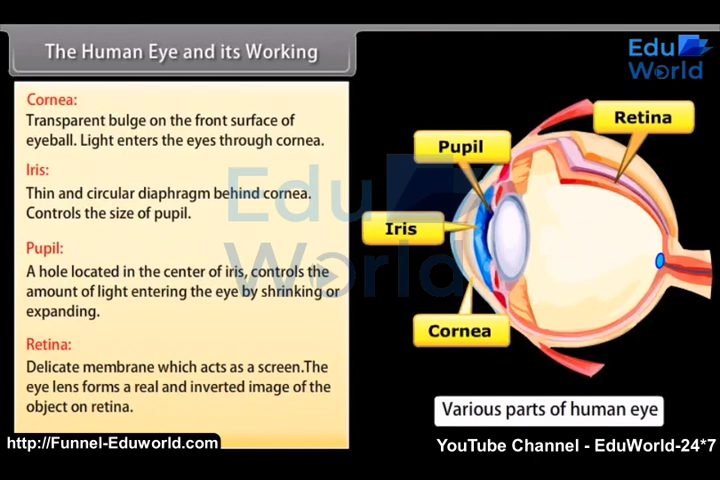 The Human Eye and its Working
Edu
World
Cornea:
Transparent bulge on the front surface of
eyeball. Light enters the eyes through cornea.
Iris:
Thin and circular diaphragm behind cornea.
Controls the size of pupil.
Pupil:
A hole located in the center of iris, controls the
amount of light entering the eye by shrinking or
expanding.
Retina:
Delicate membrane which acts as a screen.The
eye lens forms a real and inverted image of the
object on retina.
Edu
World
Retina
Pupil
Iris
Cornea
Various parts of human eye
http://Funnel-Eduworld.com
YouTube Channel - EduWorld-24*7